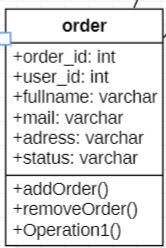 order
+order_id: int
+user_id: int
+fullname: varchar
+mail: varchar
+adress: varchar
+status: varchar
+addOrder()
+removeOrder()
+Operation1()